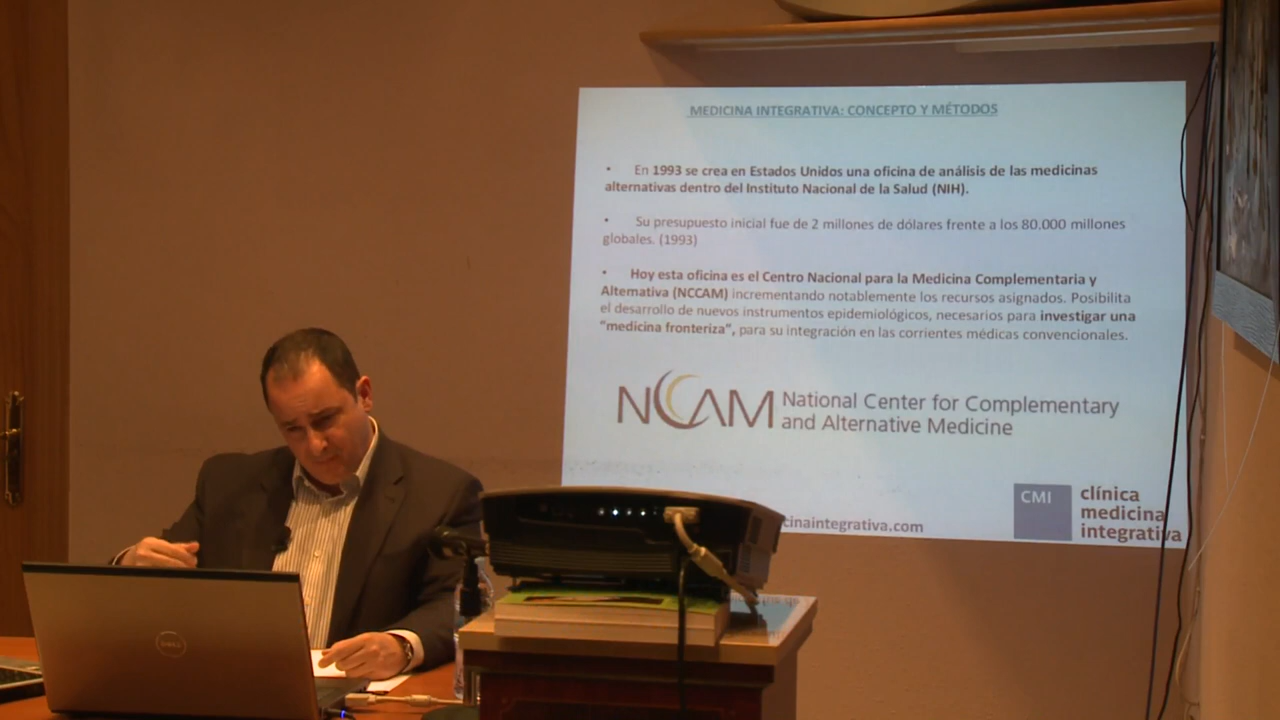 MEDICINA INTEGRATIVA: CONCEPTO Y MÉTODOS
• En 1993 se crea en Estados Unidos una oficina de análisis de las medicinas
alternativas dentro del Instituto Nacional de la Salud (NIH).
• Su presupuesto inicial fue de 2 millones de dólares frente a los 80.000 millones
globales. (1993)
• Hoy esta oficina es el Centro Nacional para la Medicina Complementaria y
Alternativa (NCCAM) incrementando notablemente los recursos asignados. Posibilita
el desarrollo de nuevos instrumentos epidemiológicos, necesarios para investigar una
"medicina fronteriza", para su integración en las corrientes médicas convencionales.
NCCAM
National Center for Complementary
and Alternative Medicine
cinaintegrativa.com
CMI
clínica
medicina
integrativa
DELL